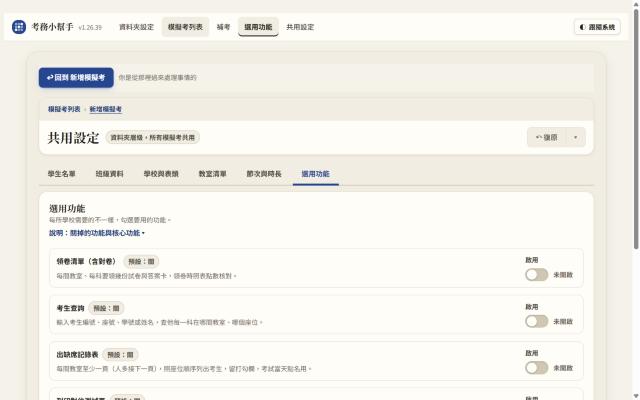 考務小幫手 v1.26.39 資料夾設定 模擬考列表 補考 選用功能 共用設定 跟隨系統
回到 新增模擬考 你是從那裡過來處理事情的
模擬考列表 › 新增模擬考
共用設定 資料夾層級，所有模擬考共用 復原
學生名單 班級資料 學校與表頭 教室清單 節次與時長 選用功能
選用功能
每所學校需要的不一樣，勾選要用的功能。
說明：關掉的功能與核心功能
領卷清單（含對卷） 預設：關
每間教室、每科要領幾份試卷與答案卡，領卷時照表點數核對。
啟用
未開啟
考生查詢 預設：關
輸入考生編號、座號、學號或姓名，查他每一科在哪間教室、哪個座位。
啟用
未開啟
出缺席記錄表 預設：關
每間教室至少一頁（人多接下一頁），照座位順序列出考生，留打勾欄，考試當天點名用。
啟用
未開啟